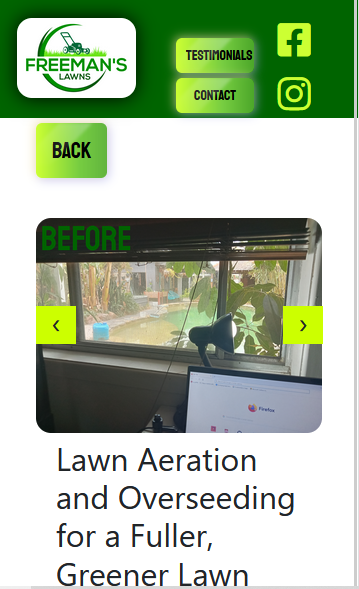 FREEMAN'S
LAWNS
TESTIMONIALS
CONTACT
BACK
BEFORE
‹
›
Firefox
Lawn Aeration
and Overseeding
for a Fuller,
Greener Lawn